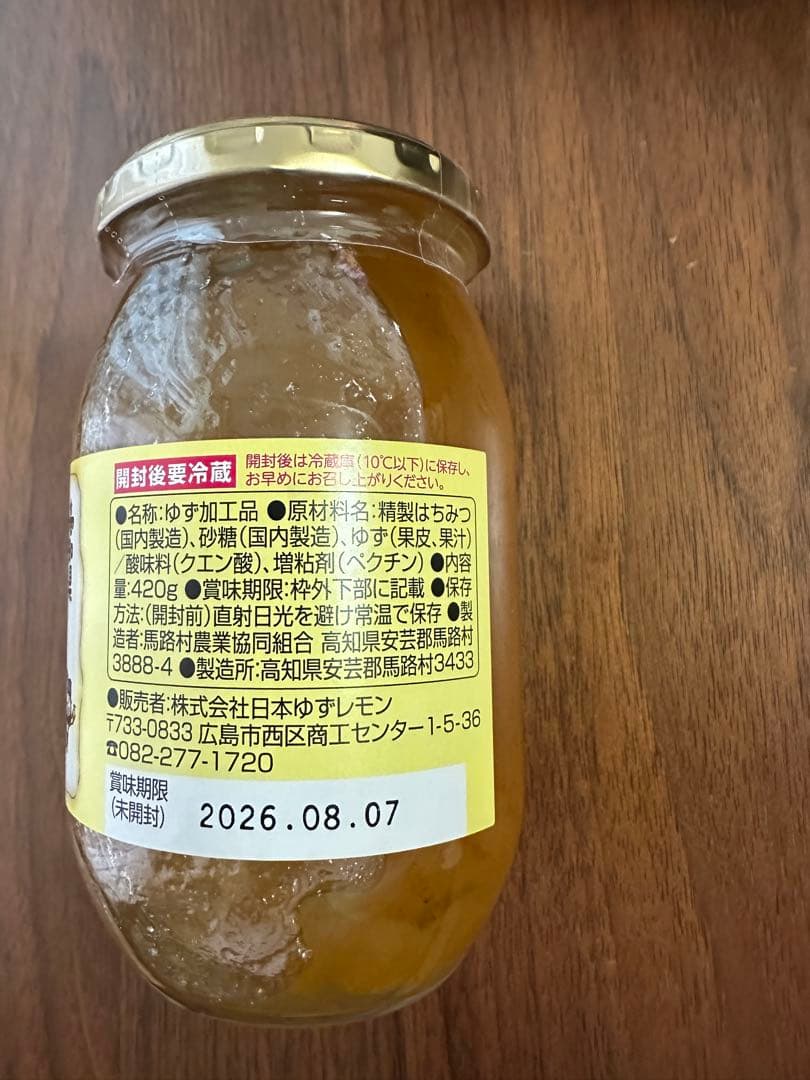 開封後要冷蔵
開封後は冷蔵庫(10℃以下)に保存し、
お早めにお召し上がりください。
●名称:ゆず加工品 ●原材料名:精製はちみつ
(国内製造)、砂糖(国内製造)、ゆず(果皮、果汁)
/酸味料(クエン酸)、増粘剤(ペクチン) ●内容
量:420g ●賞味期限:枠外下部に記載 ●保存
方法:(開封前)直射日光を避け常温で保存 ●製
造者:馬路村農業協同組合 高知県安芸郡馬路村
3888-4 ●製造所:高知県安芸郡馬路村3433
●販売者:株式会社日本ゆずレモン
〒733-0833 広島市西区商工センター1-5-36
☎082-277-1720
賞味期限
(未開封)
2026.08.07